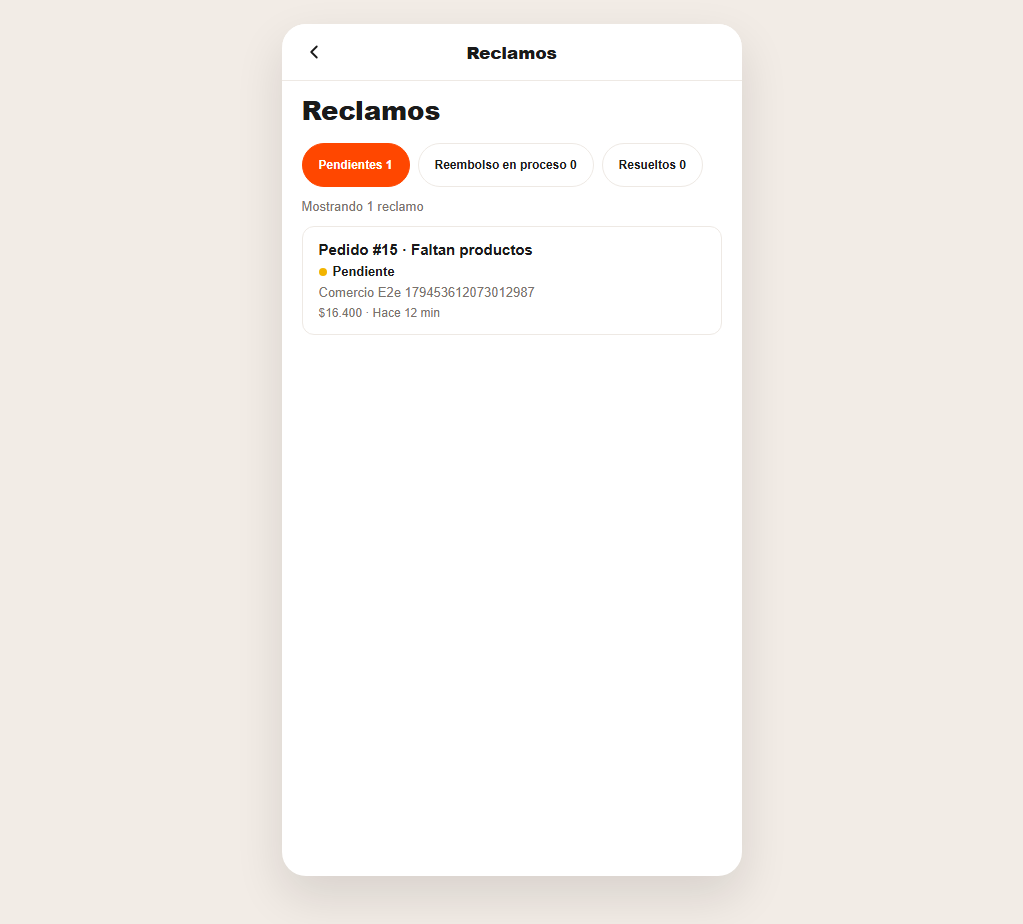 Reclamos
Reclamos
Pendientes 1
Reembolso en proceso 0
Resueltos 0
Mostrando 1 reclamo
Pedido #15 · Faltan productos
Pendiente
Comercio E2e 179453612073012987
$16.400 · Hace 12 min